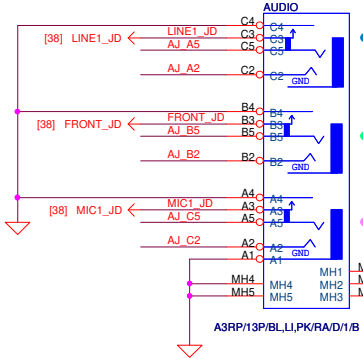 AUDIO
C4 C4
[38] LINE1_JD LINE1_JD C3 C3
AJ_A5 C5 C5
AJ_A2 C2 C2
GND
B4 B4
[38] FRONT_JD FRONT_JD B3 B3
AJ_B5 B5 B5
AJ_B2 B2 B2
GND
A4 A4
[38] MIC1_JD MIC1_JD A3 A3
AJ_C5 A5 A5
AJ_C2 A2 A2
GND
A1 A1
MH1
MH4 MH4 MH2
MH5 MH5 MH3
A3RP/13P/BL,LI,PK/RA/D/1/B